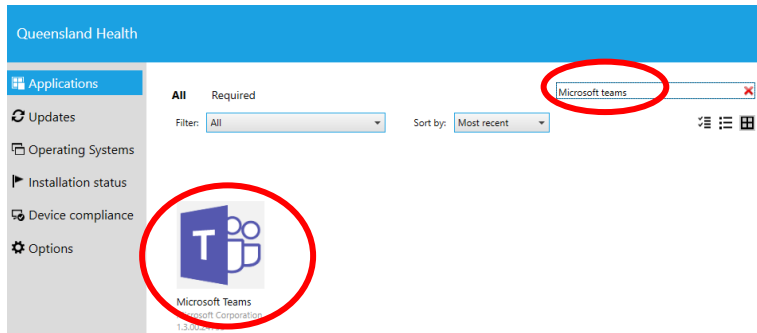 Queensland Health
Applications
Updates
Operating Systems
Installation status
Device compliance
Options
All Required
Microsoft teams
Filter: All Sort by: Most recent
T
Microsoft Teams
Microsoft Corporation